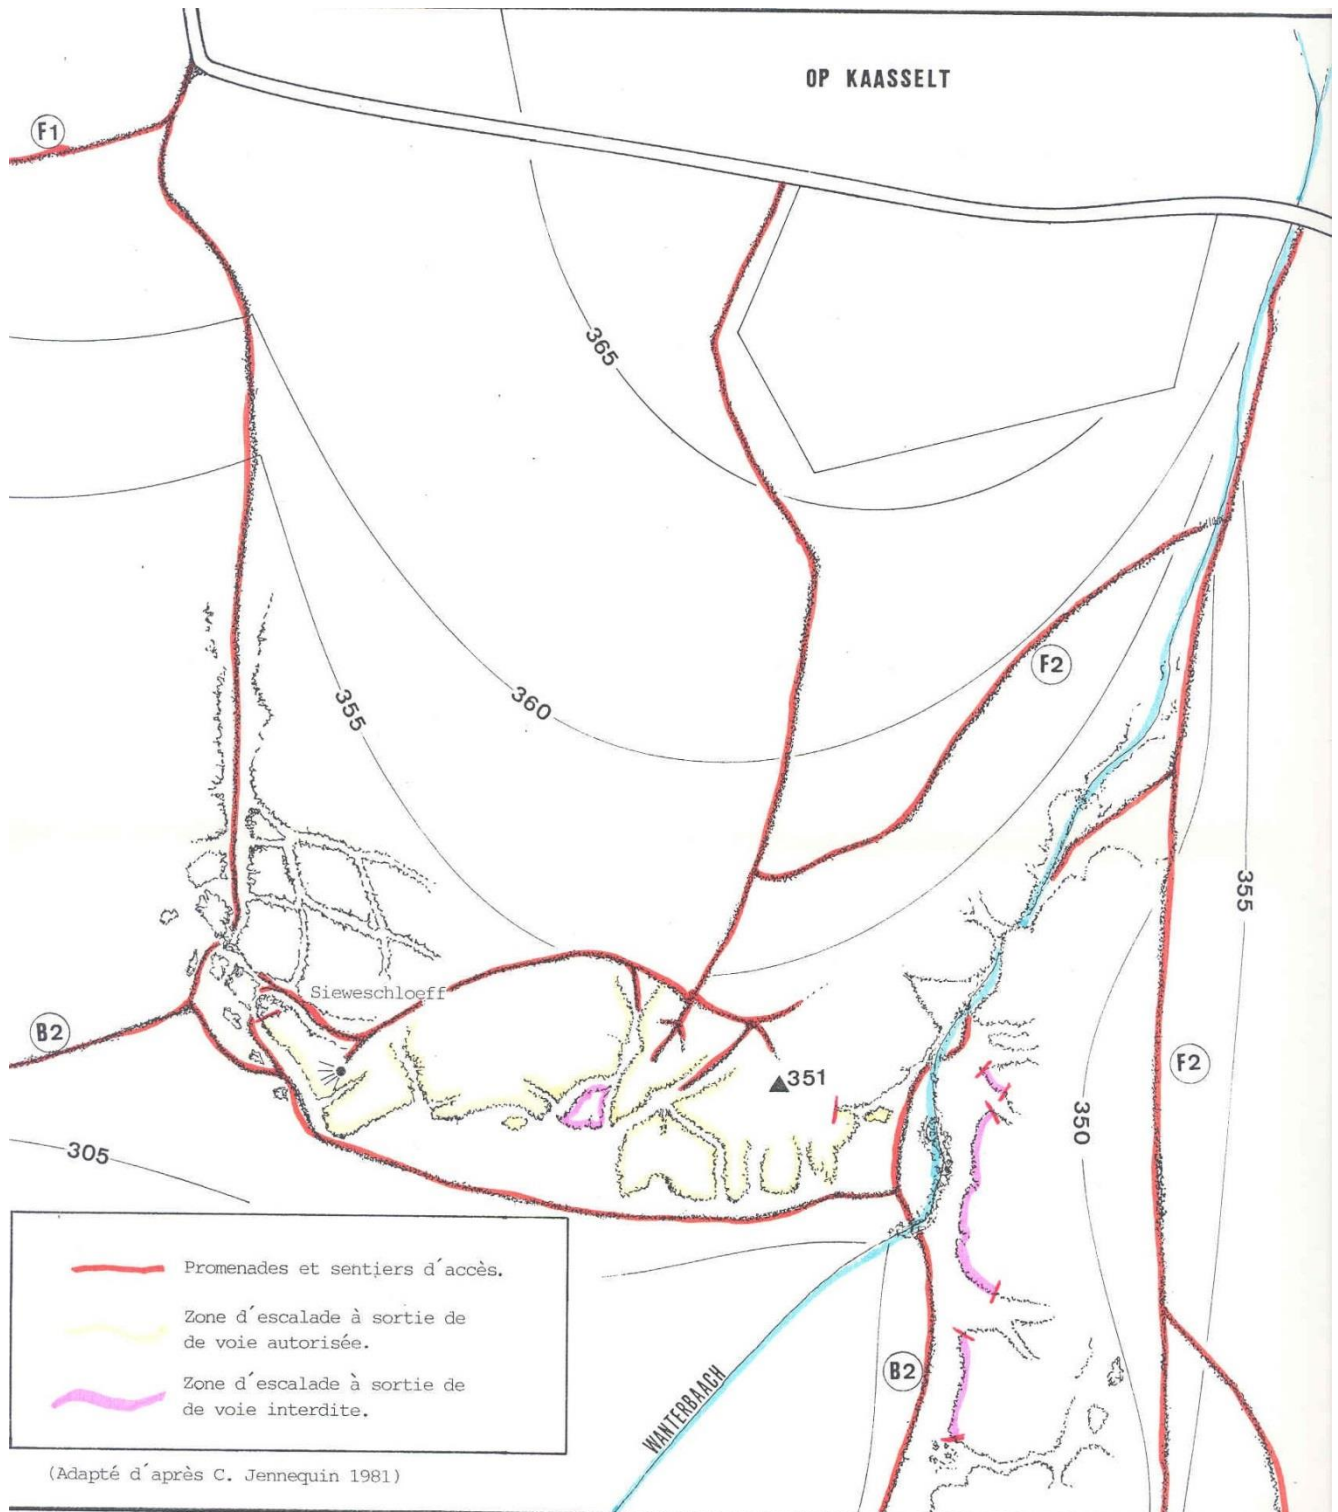 OP KAASSELT
F1
365
F2
360
355
355
Sieweschloeff
B2
F2
351
350
305
Promenades et sentiers d'accès.
Zone d'escalade à sortie de
de voie autorisée.
Zone d'escalade à sortie de
de voie interdite.
B2
WANTERBAACH
(Adapté d'après C. Jennequin 1981)